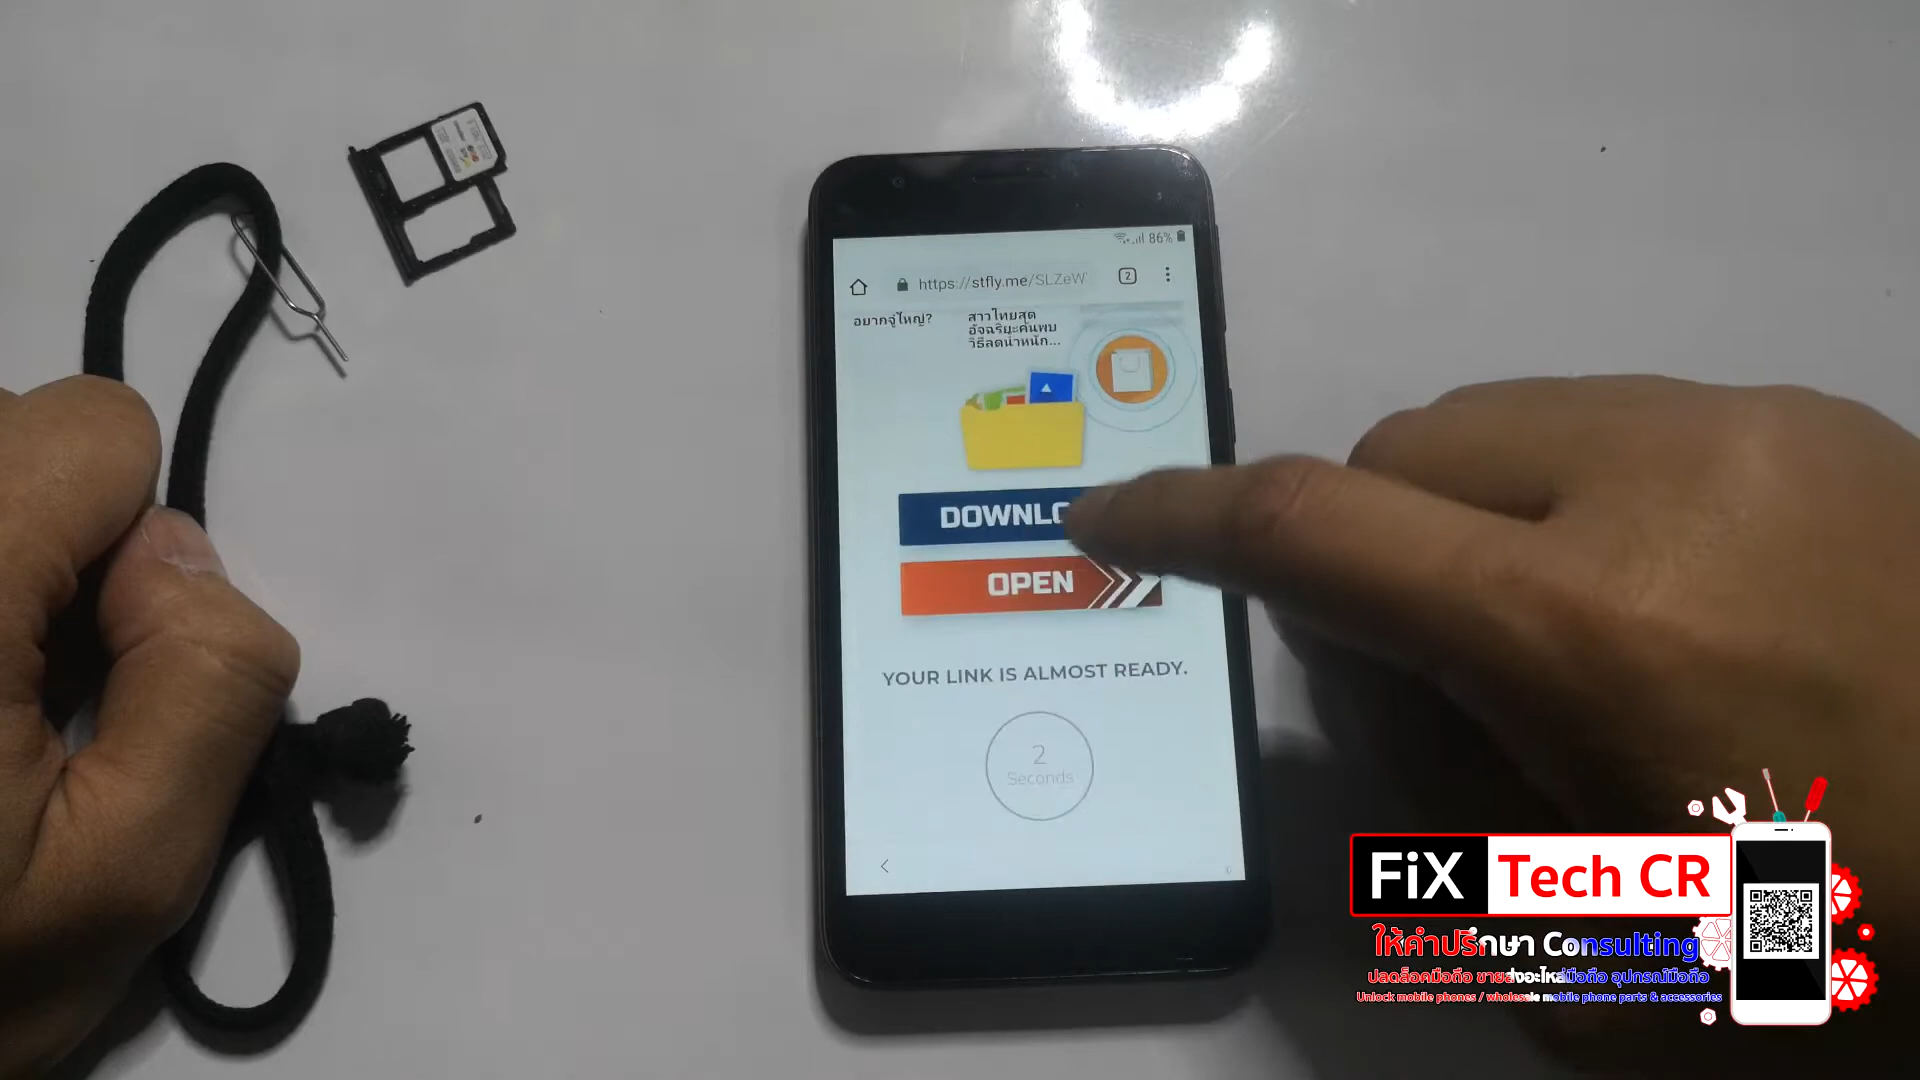 86%
https://stfly.me/SLZeW
2
อยากจู๋ใหญ่?
สาวไทยสุด
อัจฉริยะค้นพบ
วิธีลดน้ำหนัก...
DOWNLO
OPEN
YOUR LINK IS ALMOST READY.
2
Seconds
FiX Tech CR
ให้คำปรึกษา Consulting
ปลดล็อคมือถือ ขายส่งอะไหล่มือถือ อุปกรณ์มือถือ
Unlock mobile phones / wholesale mobile phone parts & accessories